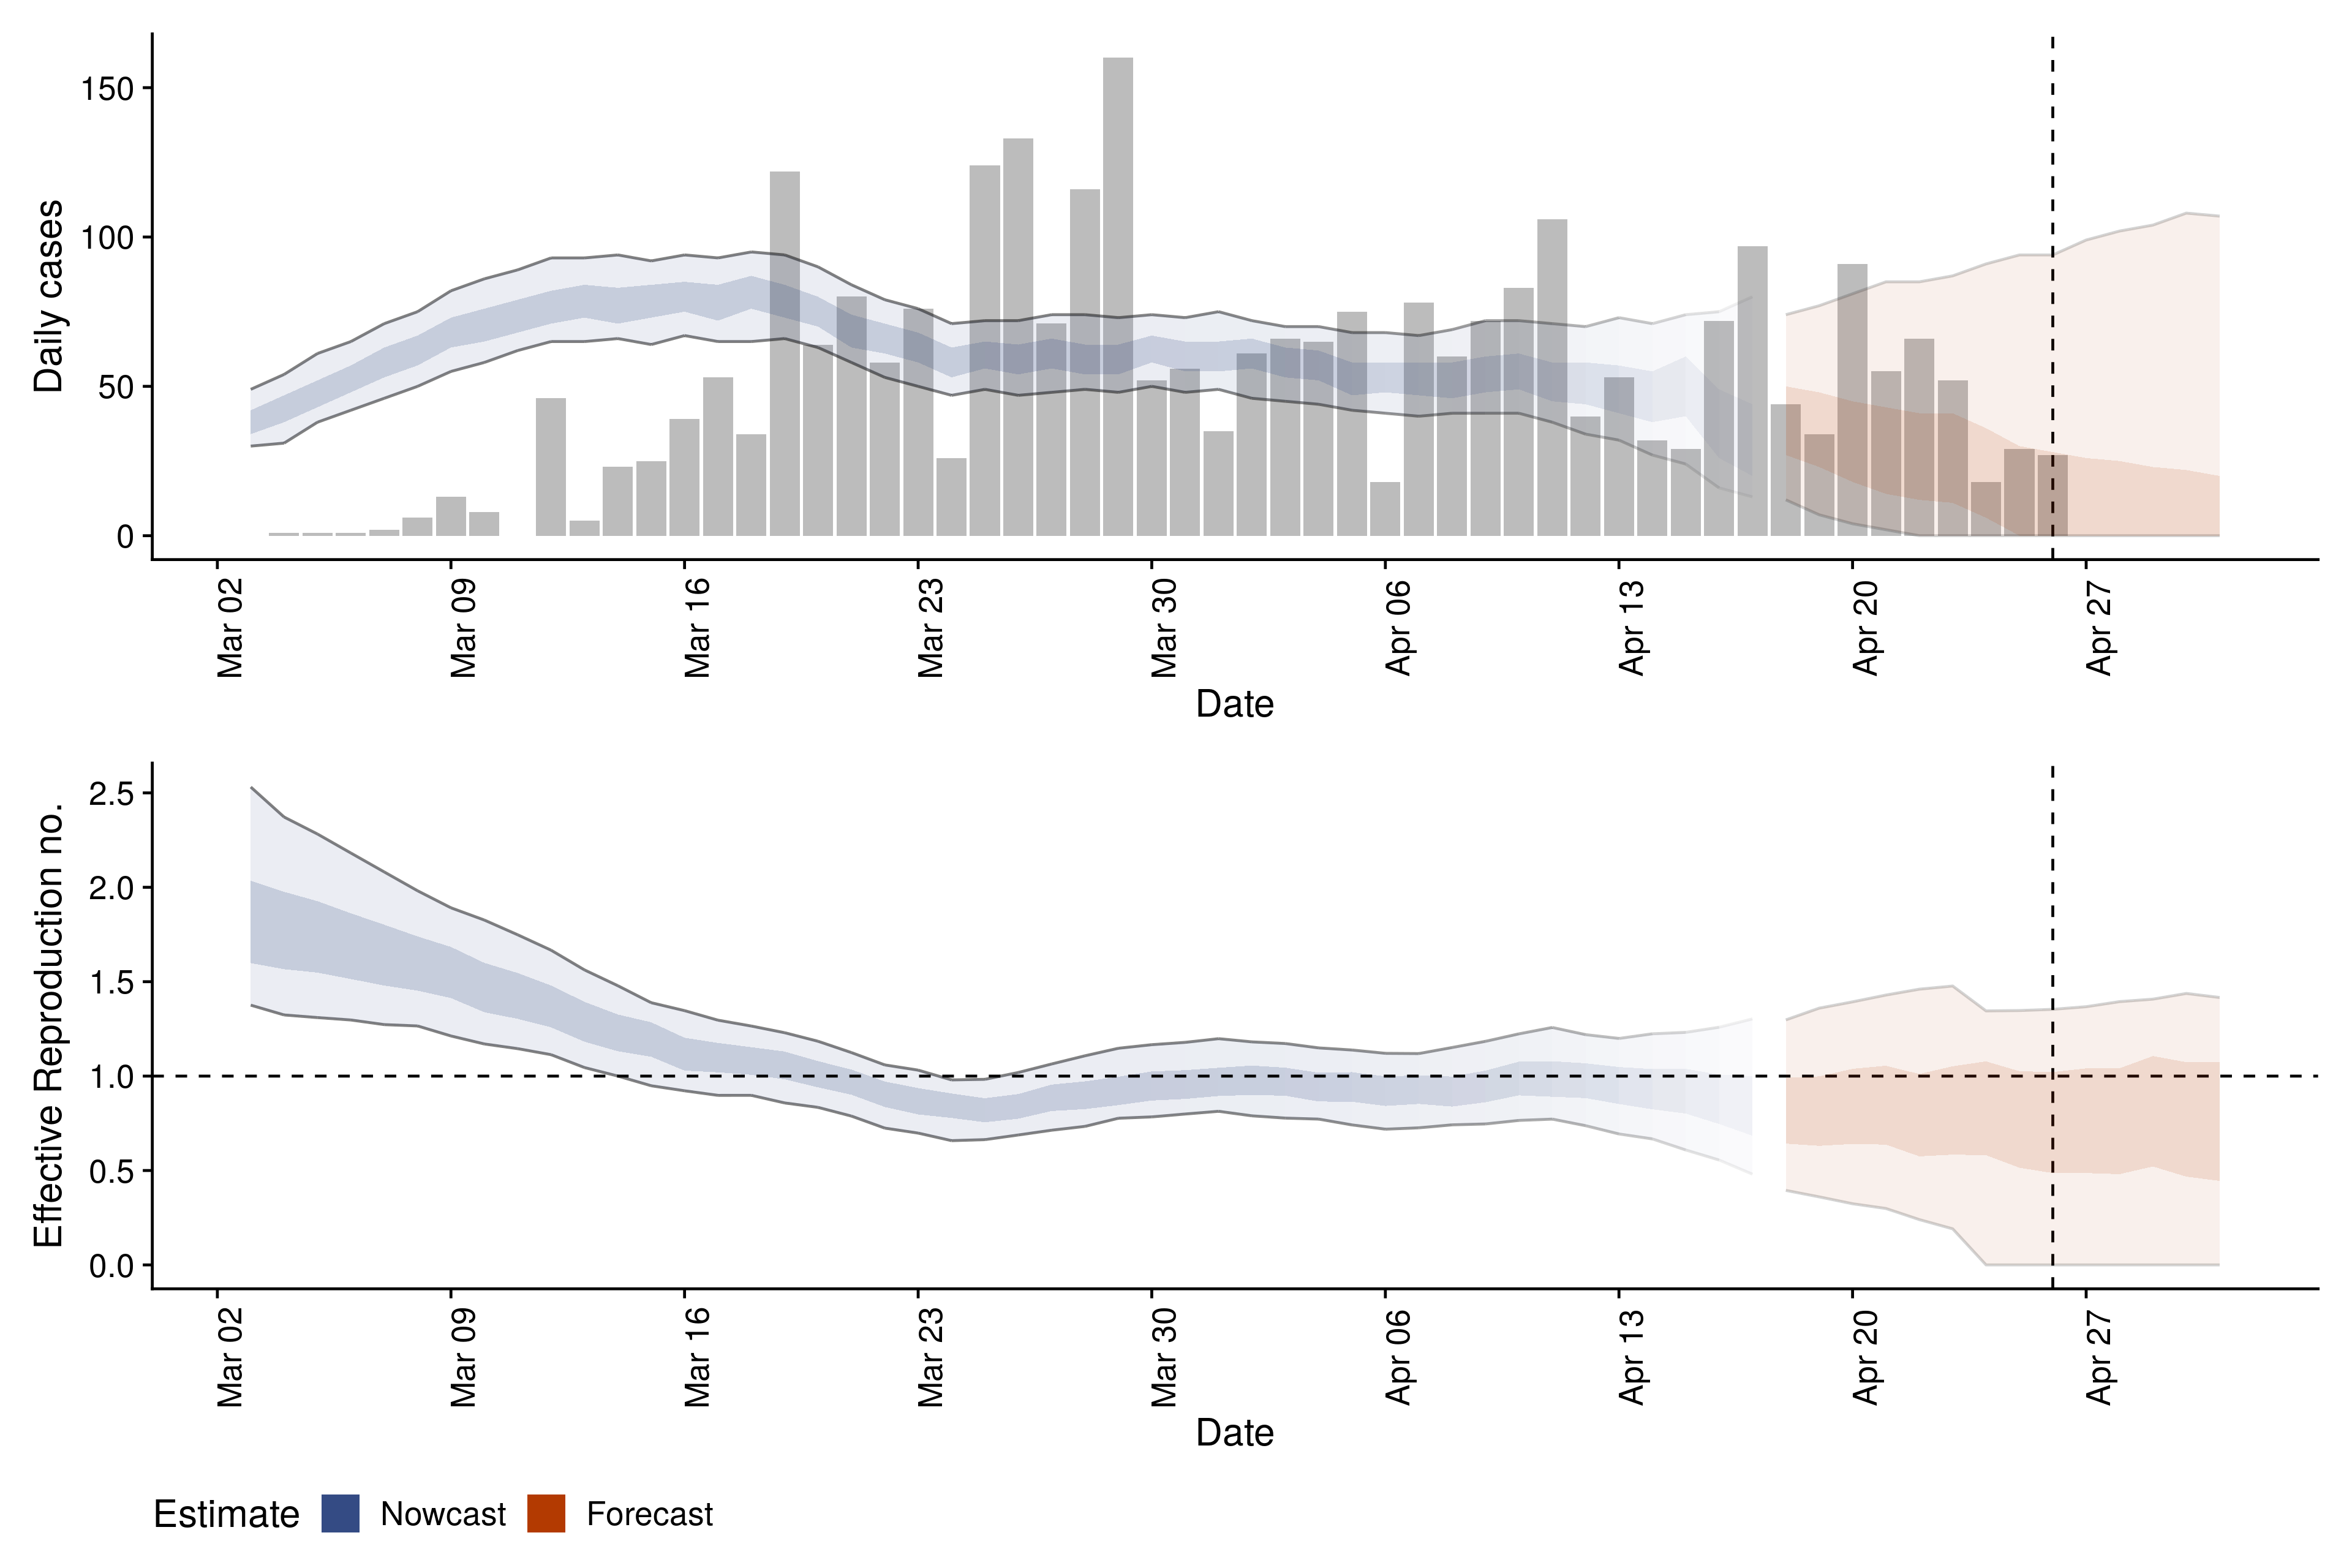 Daily cases
150
100
50
0
Mar 02
Mar 09
Mar 16
Mar 23
Mar 30
Apr 06
Apr 13
Apr 20
Apr 27
Date
Effective Reproduction no.
2.5
2.0
1.5
1.0
0.5
0.0
Mar 02
Mar 09
Mar 16
Mar 23
Mar 30
Apr 06
Apr 13
Apr 20
Apr 27
Date
Estimate Nowcast Forecast